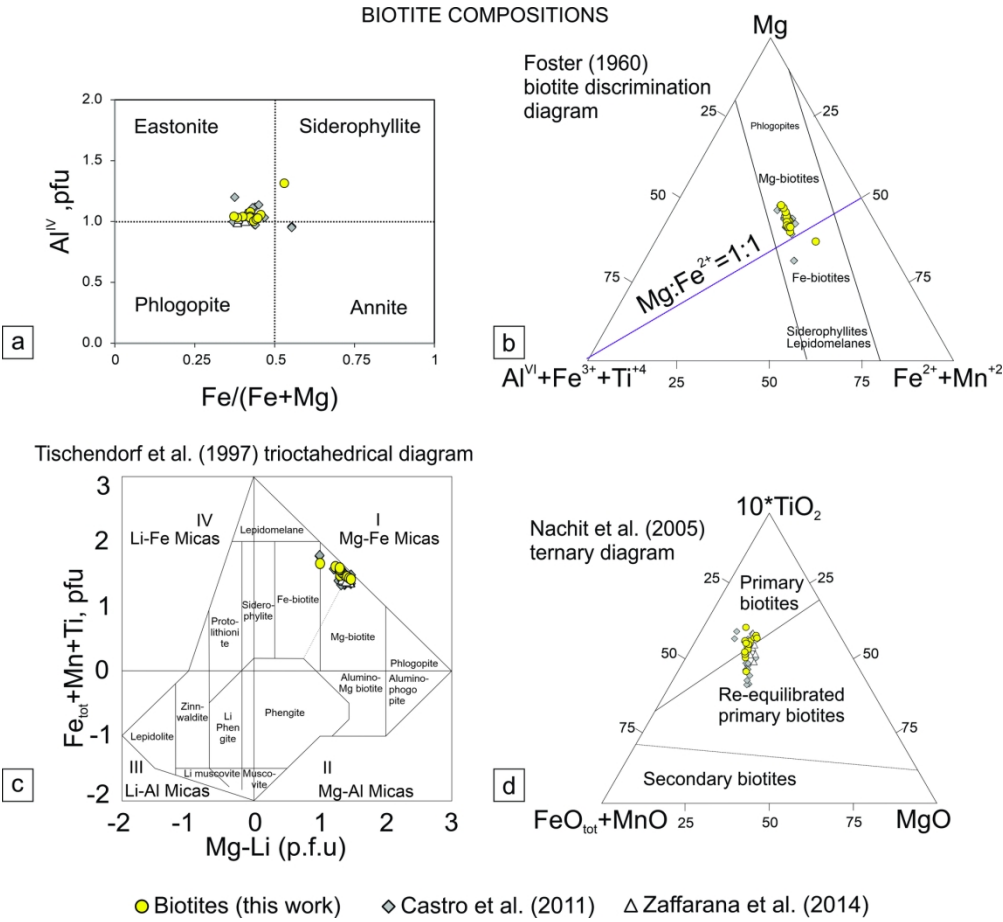 BIOTITE COMPOSITIONS
2.0
1.5
1.0
0.5
0.0
Al^IV ,pfu
Eastonite
Siderophyllite
Phlogopite
Annite
0
0.25
0.5
0.75
1
Fe/(Fe+Mg)
a
Foster (1960)
biotite discrimination
diagram
Mg
25
25
Phlogopites
Mg-biotites
50
50
Mg:Fe²⁺=1:1
75
75
Fe-biotites
Siderophyllites
Lepidomelanes
b
Al^VI+Fe³⁺+Ti⁺⁴
25
50
75
Fe²⁺+Mn⁺²
Tischendorf et al. (1997) trioctahedrical diagram
3
2
1
0
-1
-2
Fe_tot+Mn+Ti, pfu
IV
Li-Fe Micas
Lepidomelane
I
Mg-Fe Micas
Proto-
lithioni
te
Sidero-
phylite
Fe-biotite
Mg-biotite
Phlogopite
Zinn-
waldite
Li
Phen
gite
Phengite
Alumino-
Mg biotite
Alumino-
phogo
pite
Lepidolite
Li muscovite
Musco-
vite
III
Li-Al Micas
II
Mg-Al Micas
-2
-1
0
1
2
3
Mg-Li (p.f.u)
c
10*TiO₂
Nachit et al. (2005)
ternary diagram
25
25
Primary
biotites
50
50
Re-equilibrated
primary biotites
75
75
Secondary biotites
d
FeO_tot+MnO
25
50
75
MgO
Biotites (this work)
Castro et al. (2011)
Zaffarana et al. (2014)